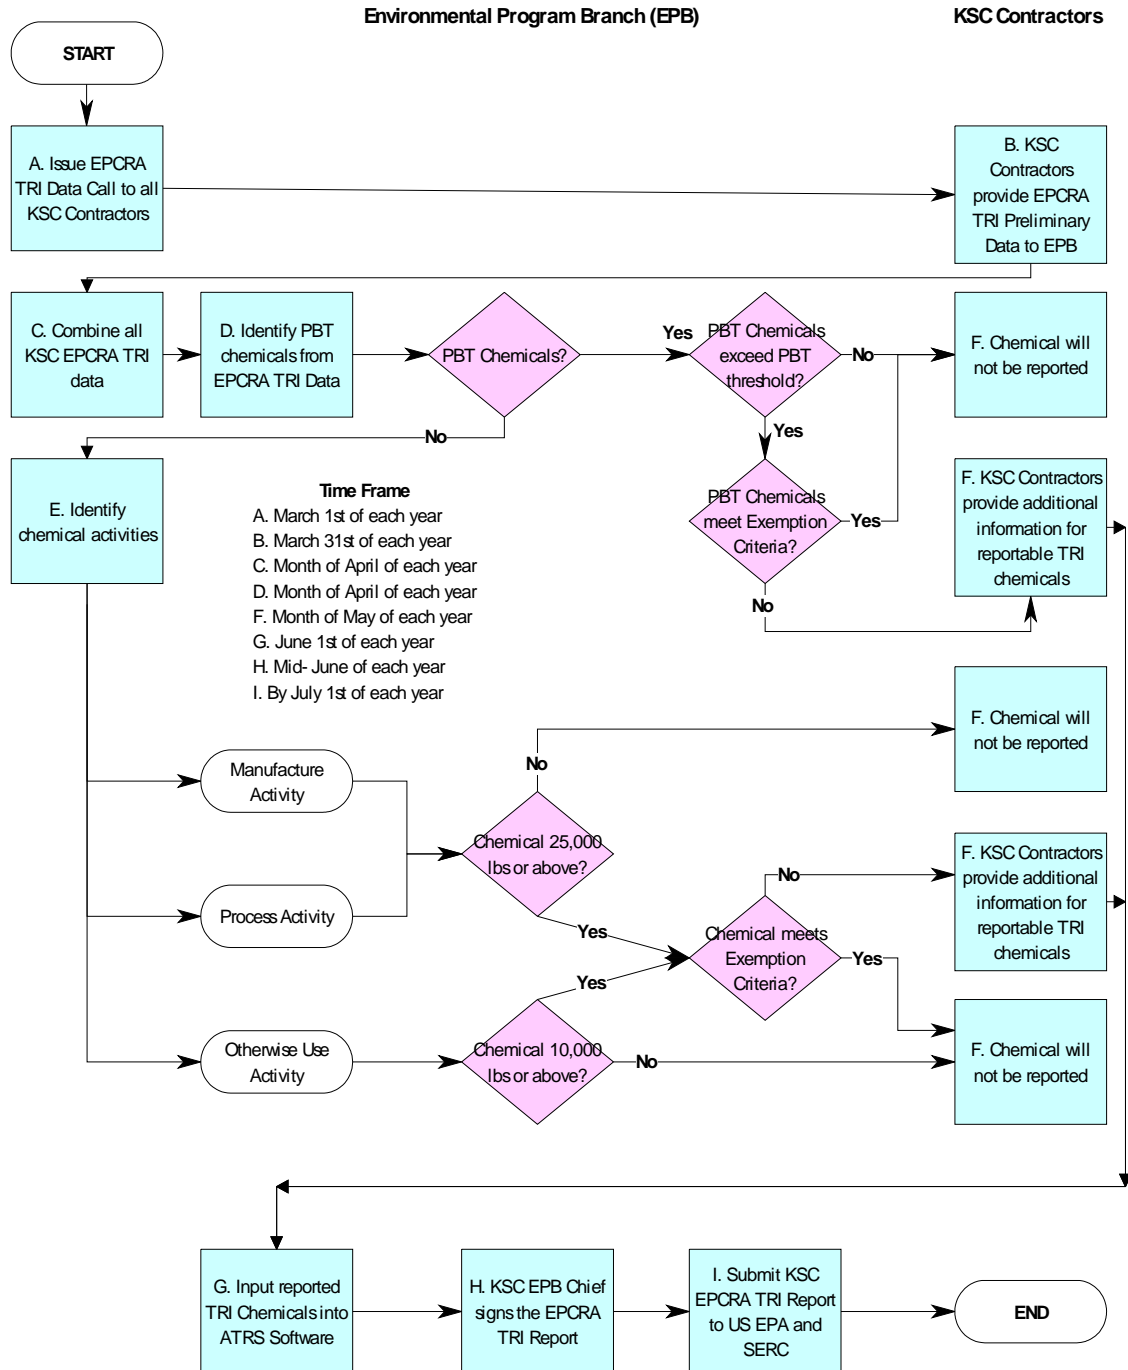 Environmental Program Branch (EPB)
KSC Contractors
START
A. Issue EPCRA
TRI Data Call to all
KSC Contractors
B. KSC
Contractors
provide EPCRA
TRI Preliminary
Data to EPB
C. Combine all
KSC EPCRA TRI
data
D. Identify PBT
chemicals from
EPCRA TRI Data
PBT Chemicals?
Yes
PBT Chemicals
exceed PBT
threshold?
No
F. Chemical will
not be reported
No
Yes
E. Identify
chemical activities
Time Frame
A. March 1st of each year
B. March 31st of each year
C. Month of April of each year
D. Month of April of each year
F. Month of May of each year
G. June 1st of each year
H. Mid- June of each year
I. By July 1st of each year
PBT Chemicals
meet Exemption
Criteria?
Yes
No
F. KSC Contractors
provide additional
information for
reportable TRI
chemicals
Manufacture
Activity
No
F. Chemical will
not be reported
Chemical 25,000
lbs or above?
Process Activity
Yes
No
Chemical meets
Exemption
Criteria?
Yes
F. KSC Contractors
provide additional
information for
reportable TRI
chemicals
Yes
Otherwise Use
Activity
Chemical 10,000
lbs or above?
No
F. Chemical will
not be reported
G. Input reported
TRI Chemicals into
ATRS Software
H. KSC EPB Chief
signs the EPCRA
TRI Report
I. Submit KSC
EPCRA TRI Report
to US EPA and
SERC
END